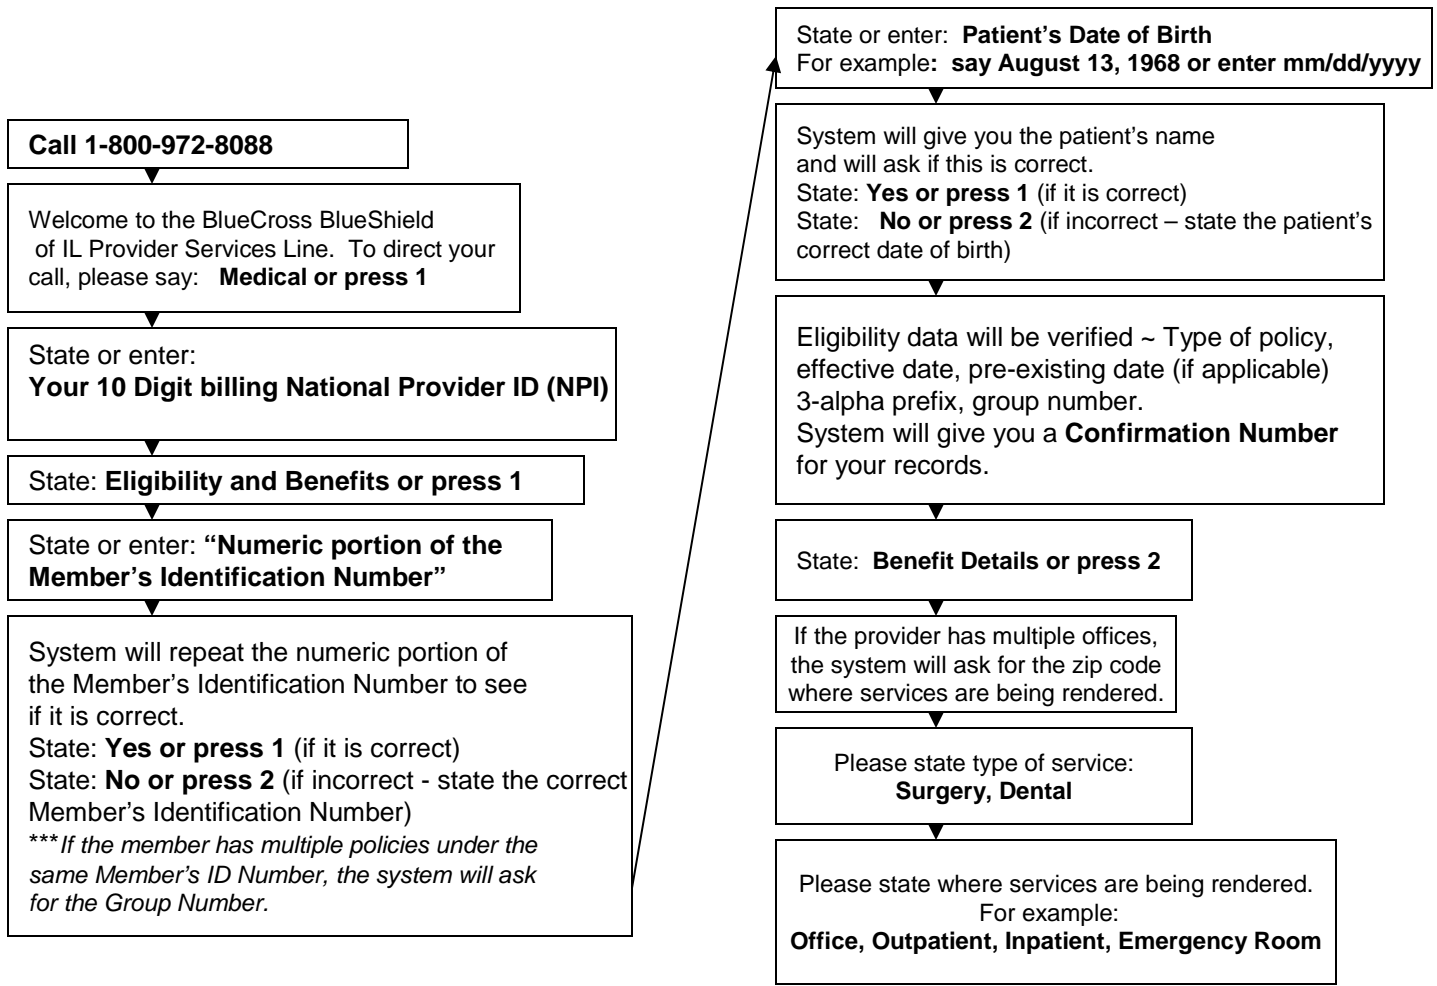 Call 1-800-972-8088
Welcome to the BlueCross BlueShield
of IL Provider Services Line. To direct your
call, please say: Medical or press 1
State or enter:
Your 10 Digit billing National Provider ID (NPI)
State: Eligibility and Benefits or press 1
State or enter: “Numeric portion of the
Member’s Identification Number”
System will repeat the numeric portion of
the Member’s Identification Number to see
if it is correct.
State: Yes or press 1 (if it is correct)
State: No or press 2 (if incorrect - state the correct
Member’s Identification Number)
***If the member has multiple policies under the
same Member’s ID Number, the system will ask
for the Group Number.
State or enter: Patient’s Date of Birth
For example: say August 13, 1968 or enter mm/dd/yyyy
System will give you the patient’s name
and will ask if this is correct.
State: Yes or press 1 (if it is correct)
State: No or press 2 (if incorrect – state the patient’s
correct date of birth)
Eligibility data will be verified ~ Type of policy,
effective date, pre-existing date (if applicable)
3-alpha prefix, group number.
System will give you a Confirmation Number
for your records.
State: Benefit Details or press 2
If the provider has multiple offices,
the system will ask for the zip code
where services are being rendered.
Please state type of service:
Surgery, Dental
Please state where services are being rendered.
For example:
Office, Outpatient, Inpatient, Emergency Room